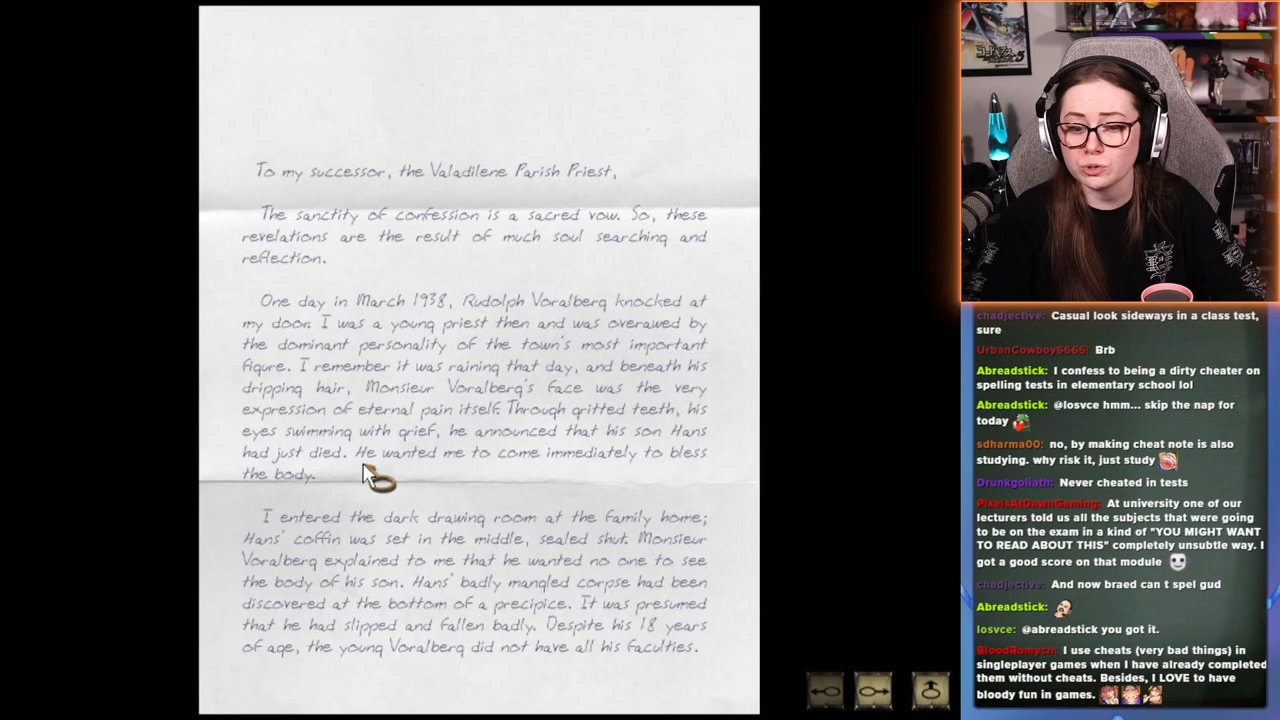 To my successor, the Valadilene Parish Priest,
The sanctity of confession is a sacred vow. So, these
revelations are the result of much soul searching and
reflection.
One day in March 1938, Rudolph Voralberg knocked at
my door. I was a young priest then and was overawed by
the dominant personality of the town's most important
figure. I remember it was raining that day, and beneath his
dripping hair, Monsieur Voralberg's face was the very
expression of eternal pain itself. Through gritted teeth, his
eyes swimming with grief, he announced that his son Hans
had just died. He wanted me to come immediately to bless
the body.
I entered the dark drawing room at the family home;
Hans' coffin was set in the middle, sealed shut. Monsieur
Voralberg explained to me that he wanted no one to see
the body of his son. Hans' badly mangled corpse had been
discovered at the bottom of a precipice. It was presumed
that he had slipped and fallen badly. Despite his 18 years
of age, the young Voralberg did not have all his faculties.
chadjective: Casual look sideways in a class test,
sure
UrbanCowboy6666: Brb
Abreadstick: I confess to being a dirty cheater on
spelling tests in elementary school lol
Abreadstick: @losvce hmm... skip the nap for
today
sdharma00: no, by making cheat note is also
studying. why risk it, just study
Drunkgoliath: Never cheated in tests
PixelsAtDawnGaming: At university one of our
lecturers told us all the subjects that were going
to be on the exam in a kind of "YOU MIGHT WANT
TO READ ABOUT THIS" completely unsubtle way. I
got a good score on that module
chadjective: And now braed can t spel gud
Abreadstick:
losvce: @abreadstick you got it.
BloodRomych: I use cheats (very bad things) in
singleplayer games when I have already completed
them without cheats. Besides, I LOVE to have
bloody fun in games.